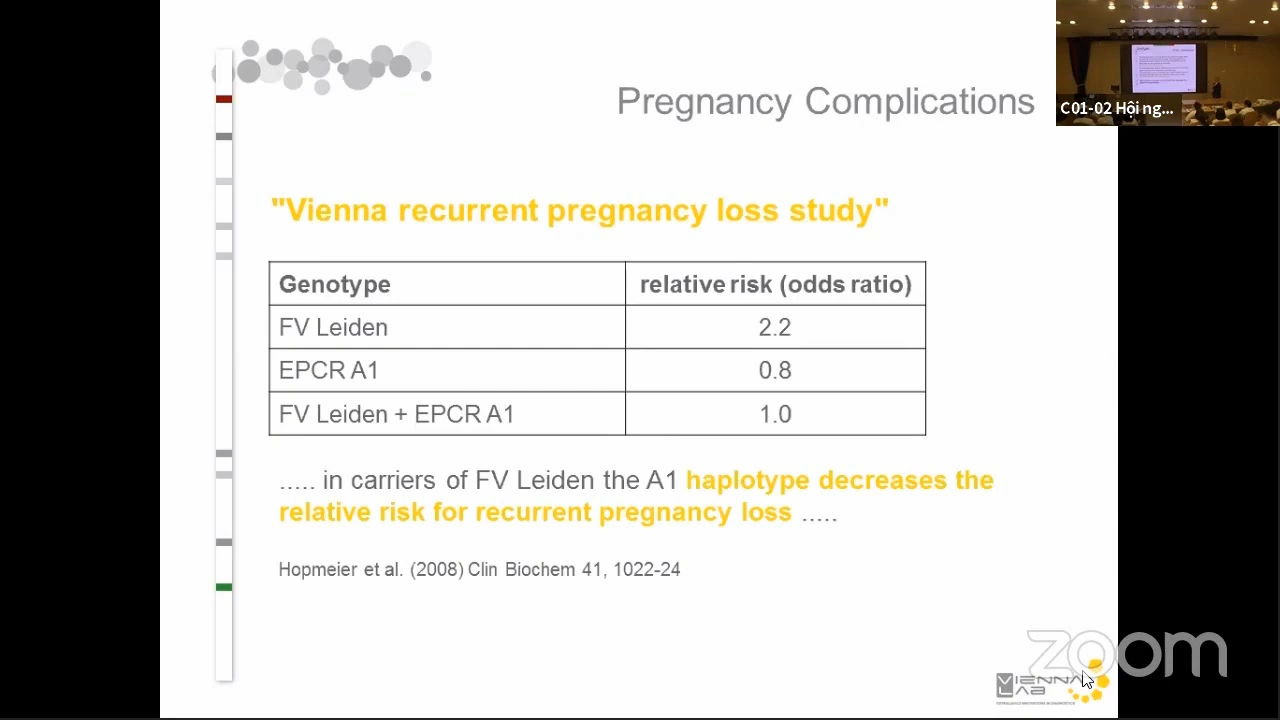 Pregnancy Complications
C01-02 Hội ng...
"Vienna recurrent pregnancy loss study"
Genotype relative risk (odds ratio)
FV Leiden 2.2
EPCR A1 0.8
FV Leiden + EPCR A1 1.0
..... in carriers of FV Leiden the A1 haplotype decreases the
relative risk for recurrent pregnancy loss .....
Hopmeier et al. (2008) Clin Biochem 41, 1022-24
zoom
VIENNA
LAB